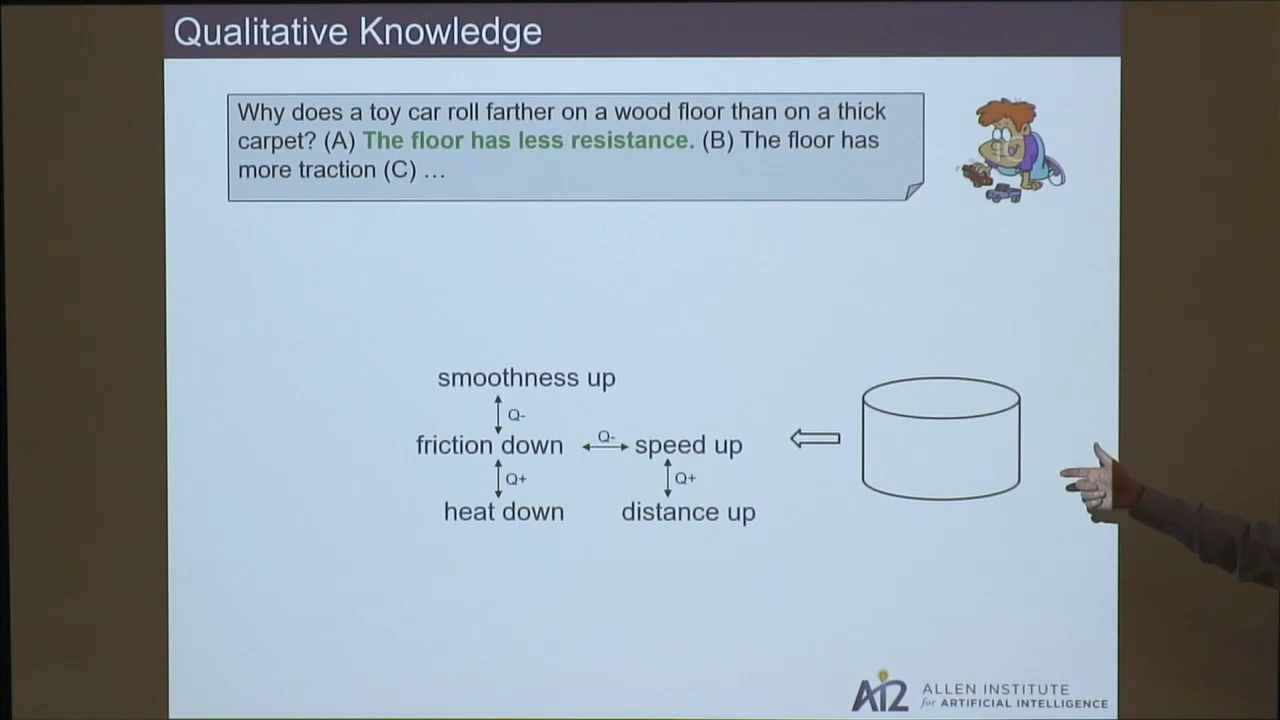 Qualitative Knowledge
Why does a toy car roll farther on a wood floor than on a thick
carpet? (A) The floor has less resistance. (B) The floor has
more traction (C) …
smoothness up
Q-
friction down
Q-
speed up
Q+
Q+
heat down
distance up
AI2
ALLEN INSTITUTE
for ARTIFICIAL INTELLIGENCE